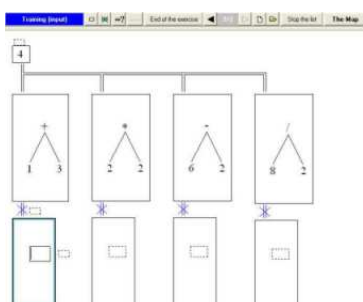 Training (input) =? End of the exercise Stop the list The Map
4
+ * - /
1 3 2 2 6 2 8 2